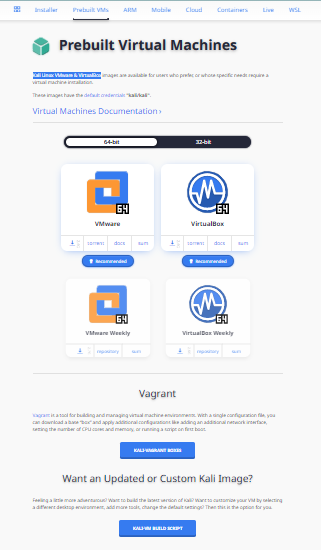 Installer Prebuilt VMs ARM Mobile Cloud Containers Live WSL
Prebuilt Virtual Machines
Kali Linux VMware & VirtualBox images are available for users who prefer, or whose specific needs require a
virtual machine installation.
These images have the default credentials "kali/kali".
Virtual Machines Documentation ›
64-bit 32-bit
64 64
VMware VirtualBox
torrent docs sum torrent docs sum
Recommended Recommended
64 64
VMware Weekly VirtualBox Weekly
repository sum repository sum
Vagrant
Vagrant is a tool for building and managing virtual machine environments. With a single configuration file, you
can download a base "box" and apply additional configurations like adding an additional network interface,
setting the number of CPU cores and memory, or running a script on first boot.
KALI-VAGRANT BOXES
Want an Updated or Custom Kali Image?
Feeling a little more adventurous? Want to build the latest version of Kali? Want to customize your VM by selecting
a different desktop environment, add more tools, change the default settings? Then this is the option for you.
KALI-VM BUILD SCRIPT